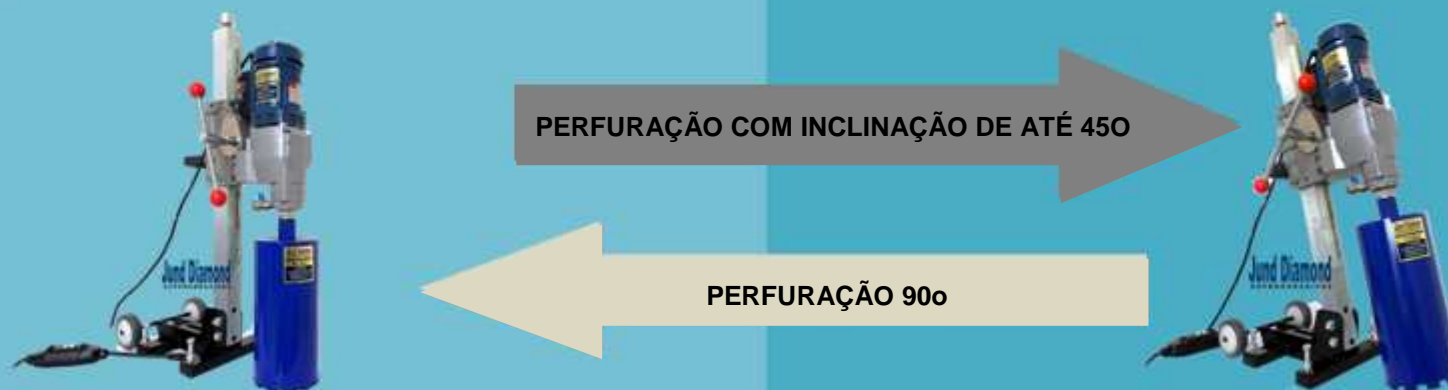 PERFURAÇÃO COM INCLINAÇÃO DE ATÉ 45O
PERFURAÇÃO 90o
Jund Diamond
Jund Diamond